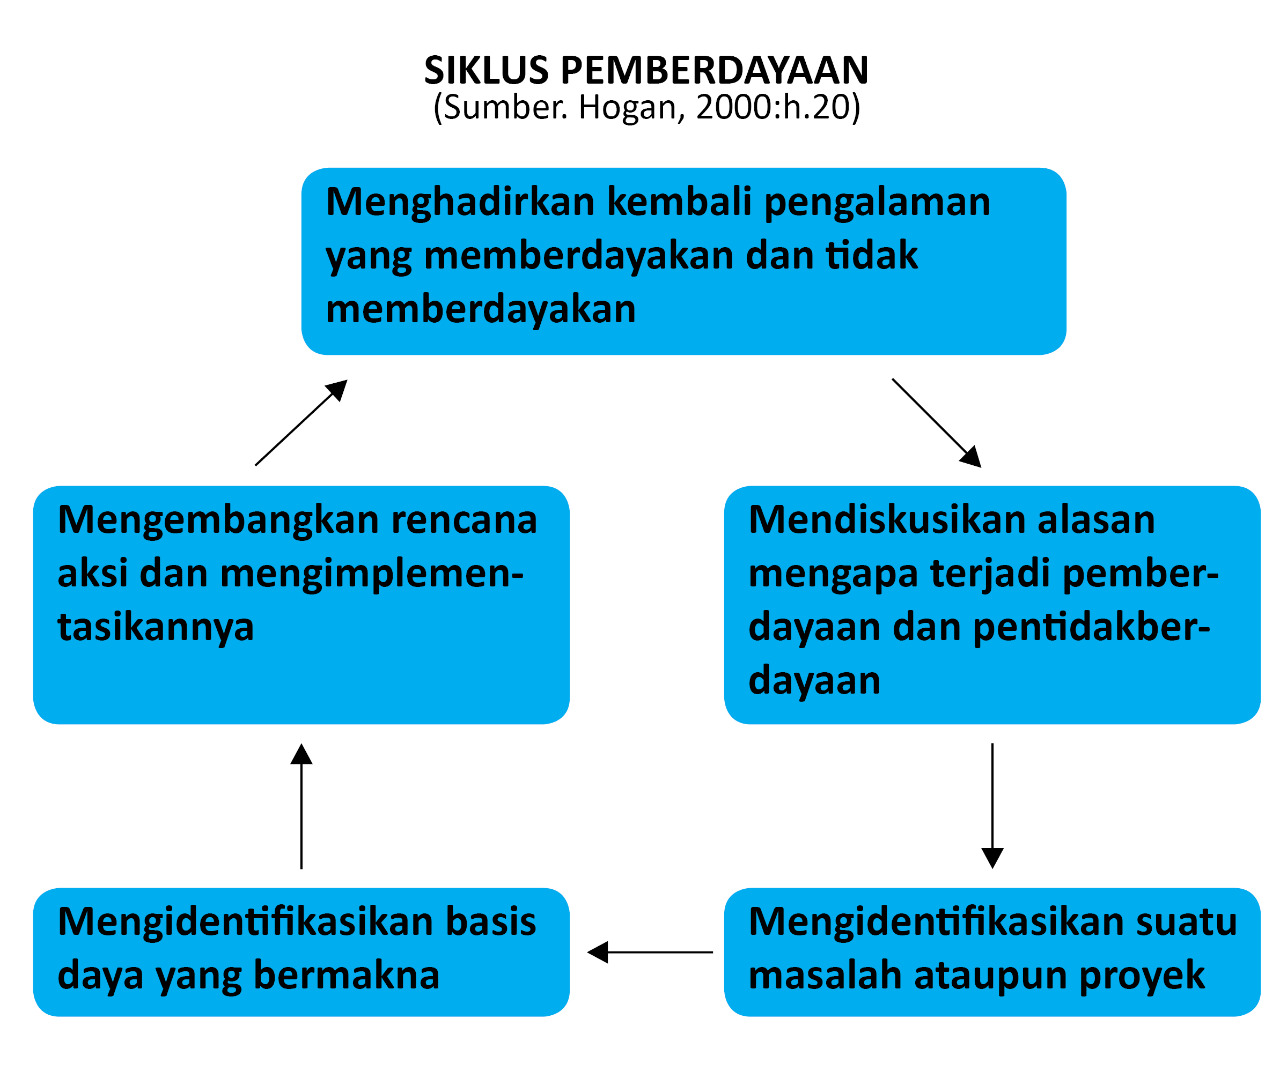 SIKLUS PEMBERDAYAAN
(Sumber. Hogan, 2000:h.20)
Menghadirkan kembali pengalaman
yang memberdayakan dan tidak
memberdayakan
Mendiskusikan alasan
mengapa terjadi pember-
dayaan dan pentidakber-
dayaan
Mengidentifikasikan suatu
masalah ataupun proyek
Mengidentifikasikan basis
daya yang bermakna
Mengembangkan rencana
aksi dan mengimplemen-
tasikannya